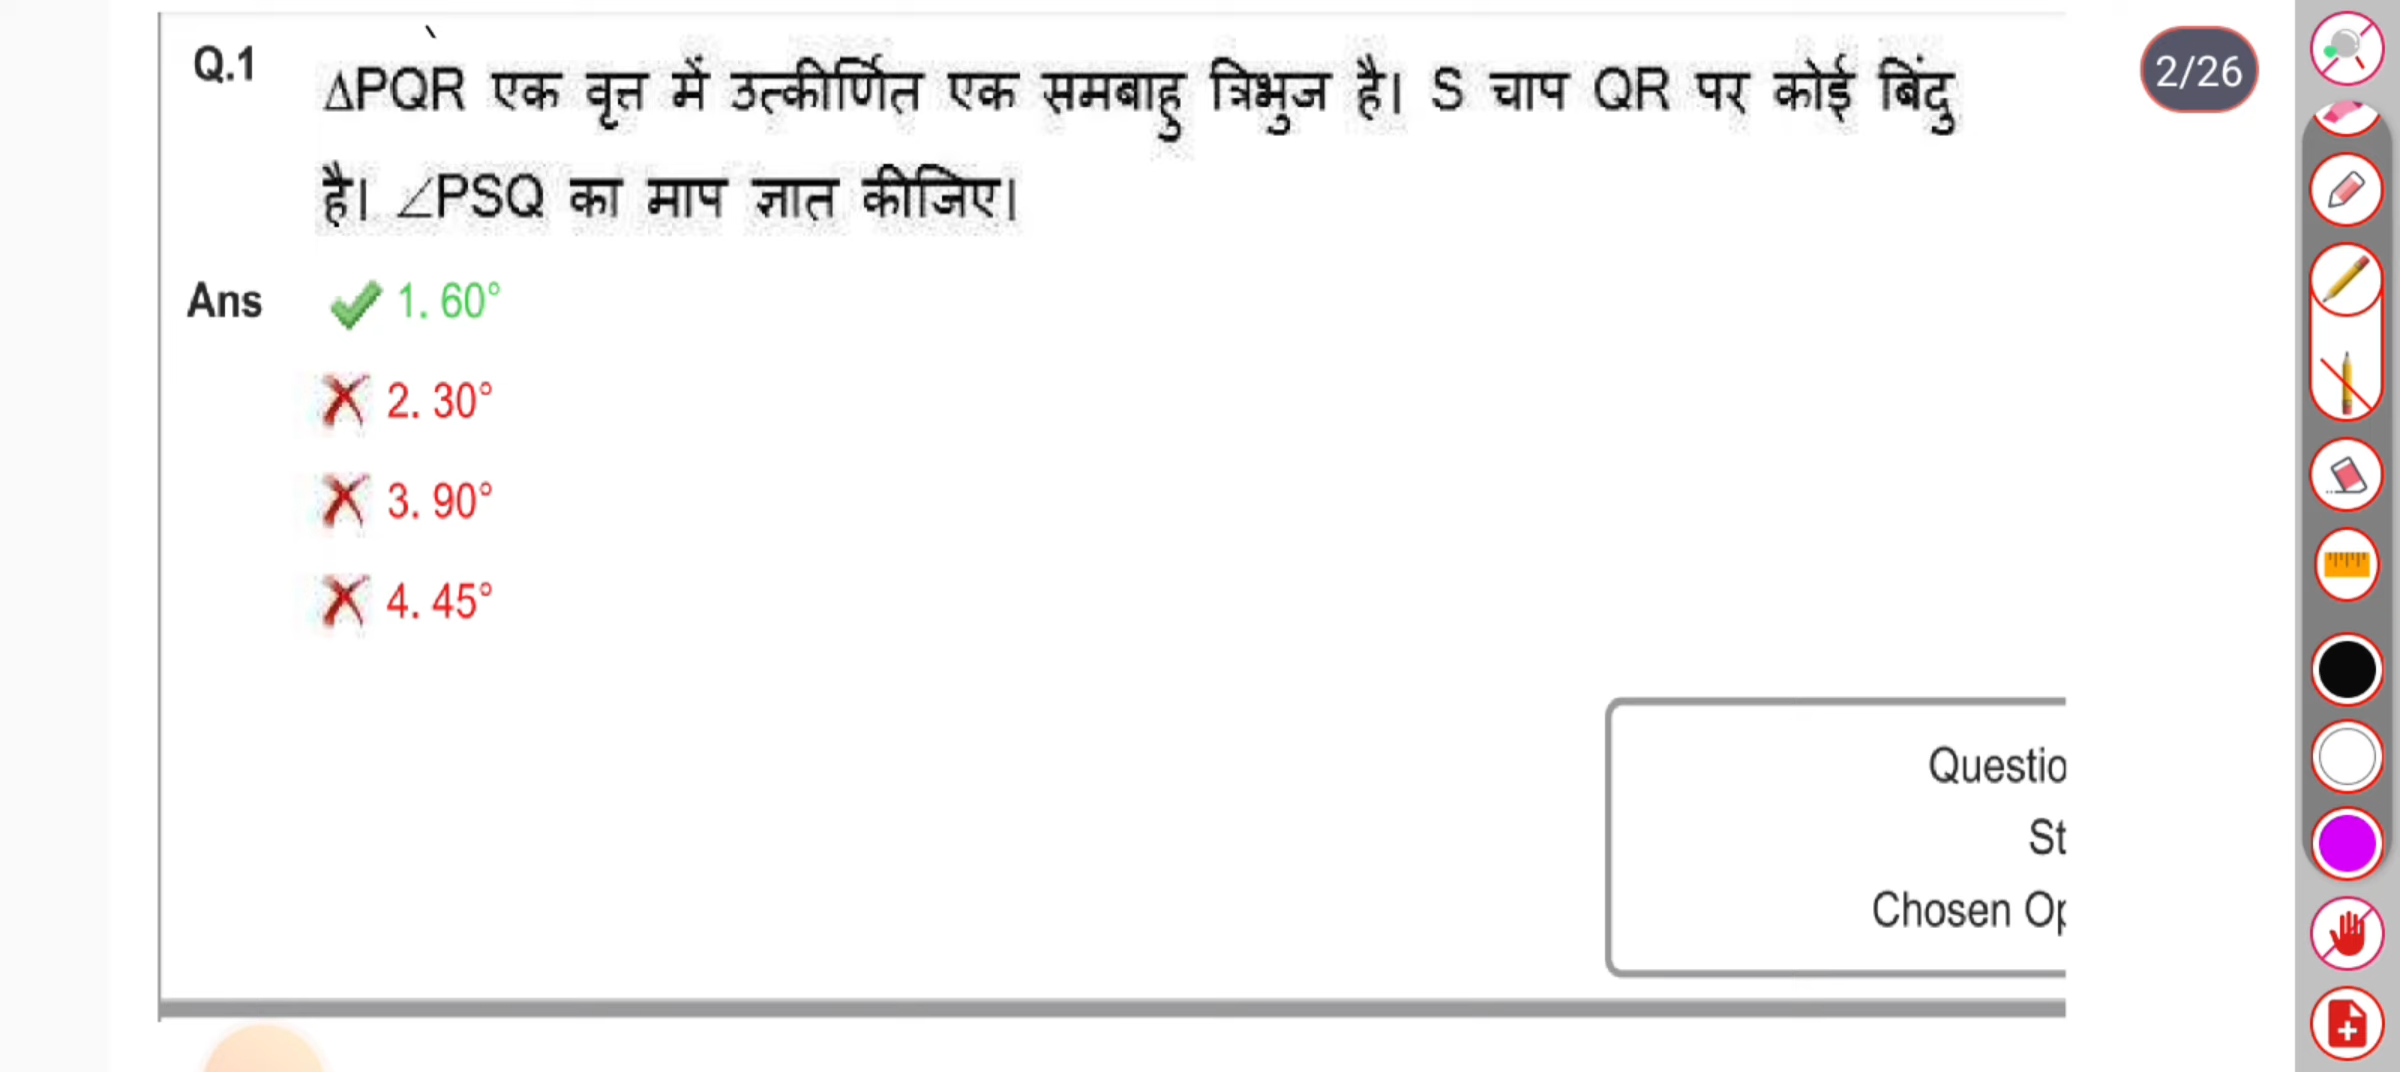 Q.1 ΔPQR एक वृत्त में उत्कीर्णित एक समबाहु त्रिभुज है। S चाप QR पर कोई बिंदु
है। ∠PSQ का माप ज्ञात कीजिए।
2/26
Ans 1. 60°
2. 30°
3. 90°
4. 45°
Questio
St
Chosen Op